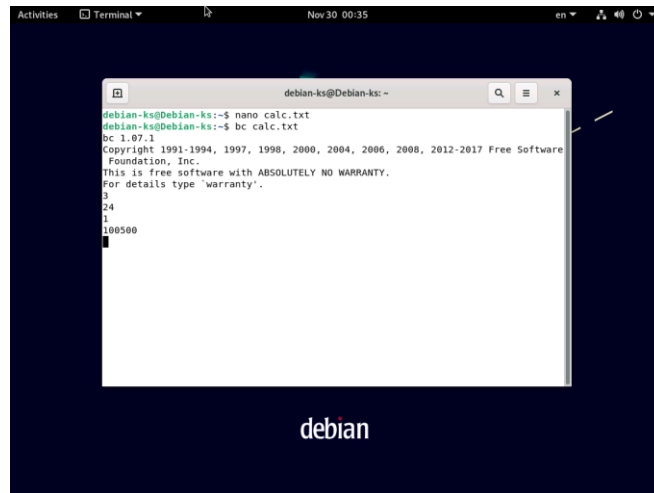 Activities Terminal Nov 30 00:35 en
debian-ks@Debian-ks: ~
debian-ks@Debian-ks:~$ nano calc.txt
debian-ks@Debian-ks:~$ bc calc.txt
bc 1.07.1
Copyright 1991-1994, 1997, 1998, 2000, 2004, 2006, 2008, 2012-2017 Free Software
 Foundation, Inc.
This is free software with ABSOLUTELY NO WARRANTY.
For details type `warranty'.
3
24
1
100500
debian